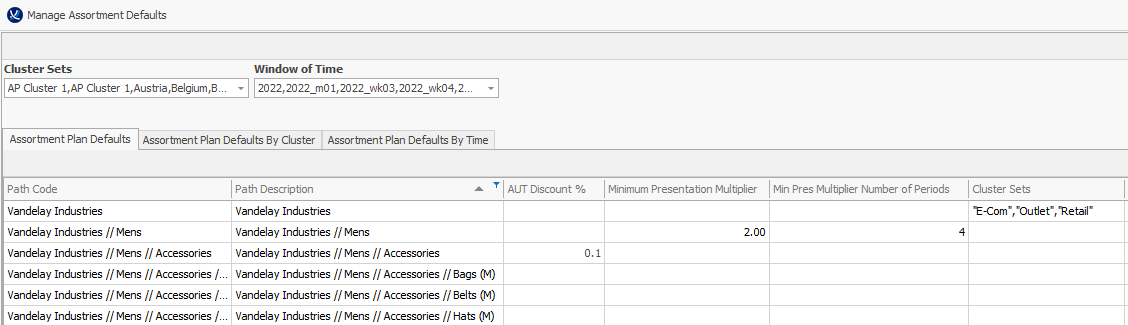 Manage Assortment Defaults
Cluster Sets Window of Time
AP Cluster 1,AP Cluster 1,Austria,Belgium,B... 2022,2022_m01,2022_wk03,2022_wk04,2...
Assortment Plan Defaults Assortment Plan Defaults By Cluster Assortment Plan Defaults By Time
Path Code Path Description AUT Discount % Minimum Presentation Multiplier Min Pres Multiplier Number of Periods Cluster Sets
Vandelay Industries Vandelay Industries "E-Com","Outlet","Retail"
Vandelay Industries // Mens Vandelay Industries // Mens 2.00 4
Vandelay Industries // Mens // Accessories Vandelay Industries // Mens // Accessories 0.1
Vandelay Industries // Mens // Accessories /... Vandelay Industries // Mens // Accessories // Bags (M)
Vandelay Industries // Mens // Accessories /... Vandelay Industries // Mens // Accessories // Belts (M)
Vandelay Industries // Mens // Accessories /... Vandelay Industries // Mens // Accessories // Hats (M)